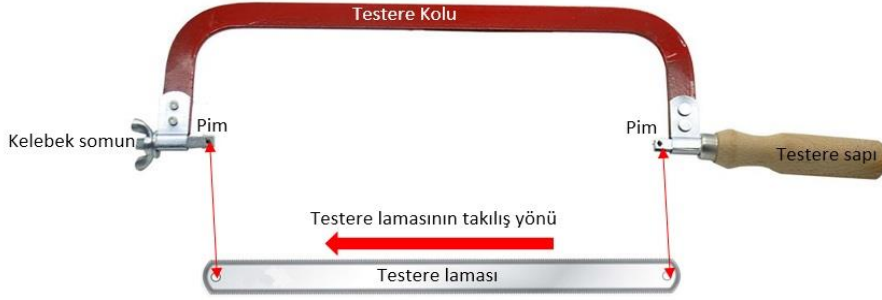 Testere Kolu
Pim
Pim
Kelebek somun
Testere sapı
Testere lamasının takılış yönü
Testere laması